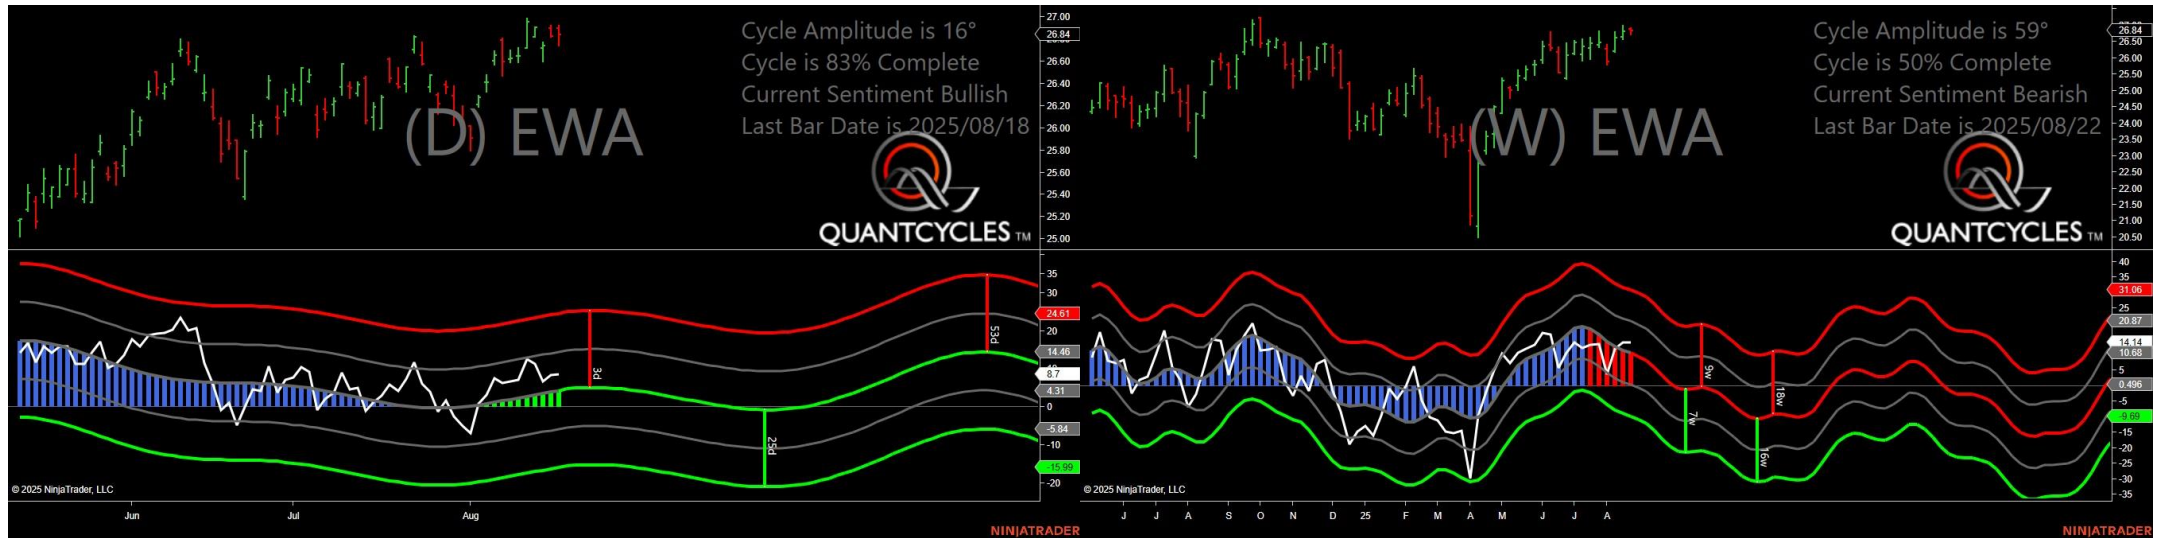 Cycle Amplitude is 16°
Cycle is 83% Complete
Current Sentiment Bullish
Last Bar Date is 2025/08/18
(D) EWA
QUANTCYCLES TM
27.00
26.84
26.60
26.40
26.20
26.00
25.80
25.60
25.40
25.20
25.00
35
30
24.61
20
14.46
8.7
4.31
0
-5.84
-10
-15.99
-20
3d
25d
53d
© 2025 NinjaTrader, LLC
Jun
Jul
Aug
NINJATRADER
Cycle Amplitude is 59°
Cycle is 50% Complete
Current Sentiment Bearish
Last Bar Date is 2025/08/22
(W) EWA
QUANTCYCLES TM
26.84
26.50
26.00
25.50
25.00
24.50
24.00
23.50
23.00
22.50
22.00
21.50
21.00
20.50
40
35
31.06
25
20.87
14.14
10.68
5
0.496
-5
-9.69
-15
-20
-25
-30
-35
9w
7w
18w
16w
© 2025 NinjaTrader, LLC
J
J
A
S
O
N
D
25
F
M
A
M
J
J
A
NINJATRADER